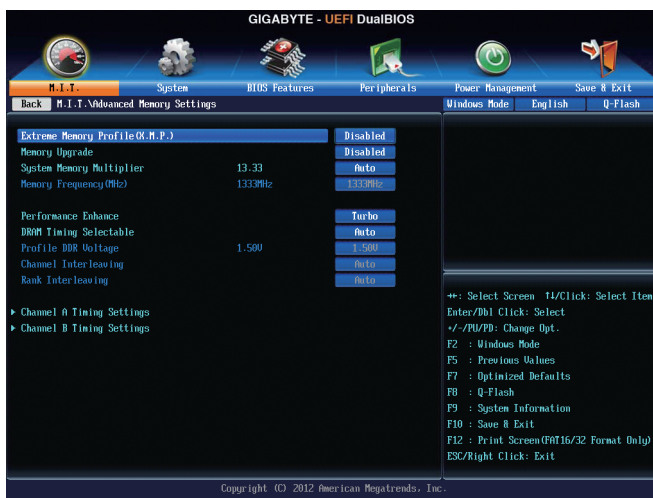 GIGABYTE - UEFI DualBIOS
M.I.T. System BIOS Features Peripherals Power Management Save & Exit
Back M.I.T.\Advanced Memory Settings Windows Mode English Q-Flash
Extreme Memory Profile(X.M.P.) Disabled
Memory Upgrade Disabled
System Memory Multiplier 13.33 Auto
Memory Frequency(MHz) 1333MHz 1333MHz
Performance Enhance Turbo
DRAM Timing Selectable Auto
Profile DDR Voltage 1.50V 1.50V
Channel Interleaving Auto
Rank Interleaving Auto
Channel A Timing Settings
Channel B Timing Settings
→←: Select Screen ↑↓/Click: Select Item
Enter/Dbl Click: Select
+/-/PU/PD: Change Opt.
F2 : Windows Mode
F5 : Previous Values
F7 : Optimized Defaults
F8 : Q-Flash
F9 : System Information
F10 : Save & Exit
F12 : Print Screen(FAT16/32 Format Only)
ESC/Right Click: Exit
Copyright (C) 2012 American Megatrends, Inc.